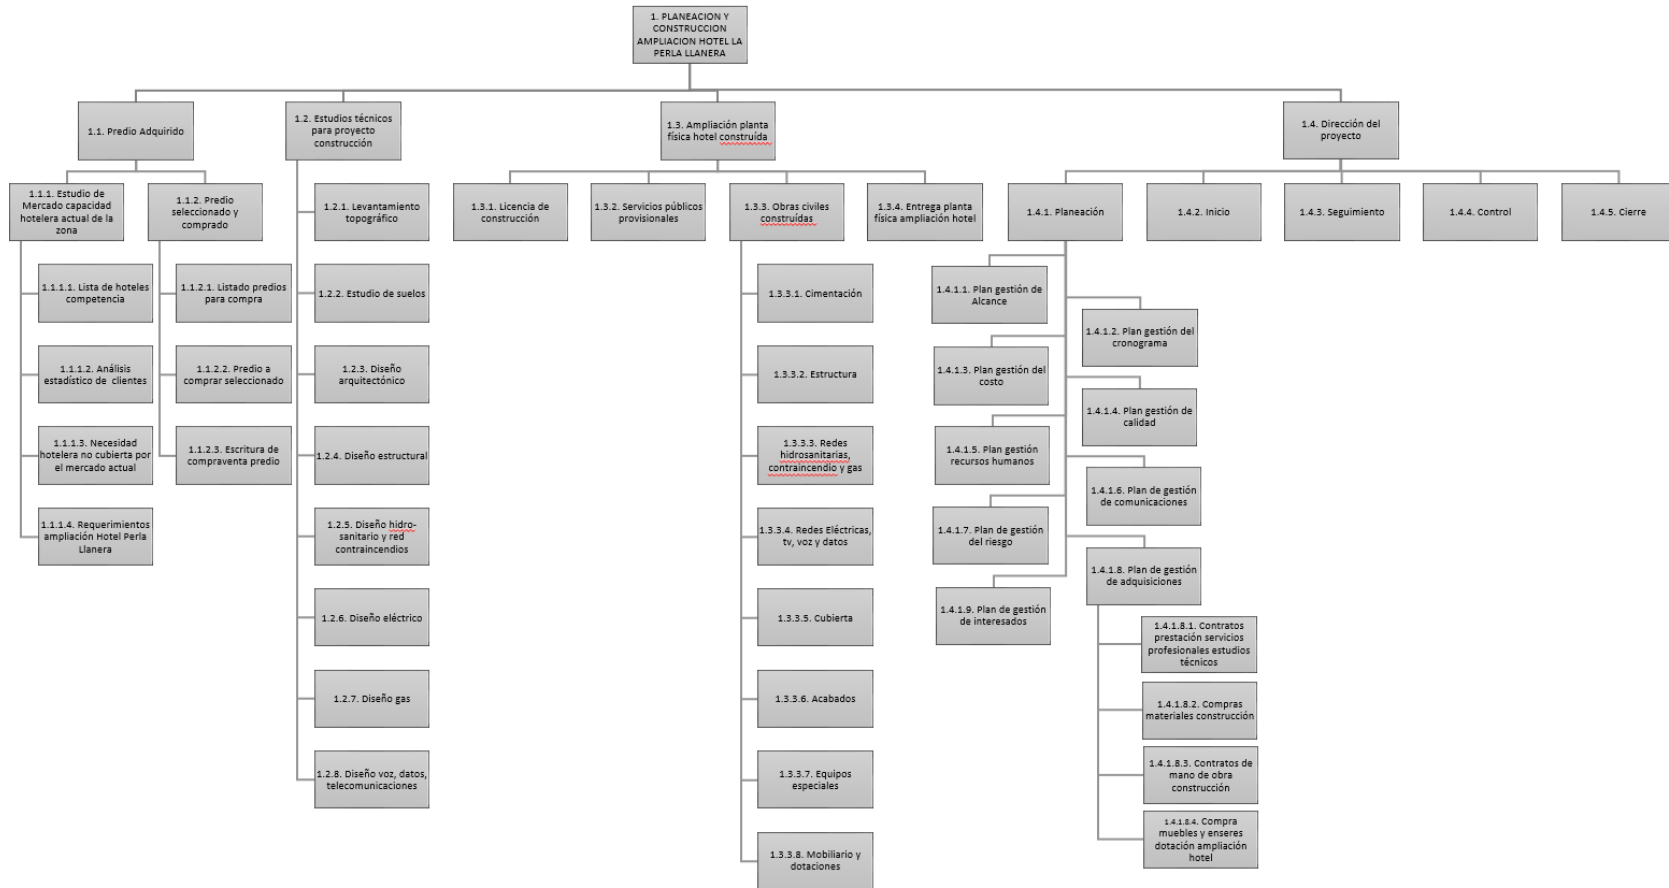 1. PLANEACION Y
CONSTRUCCION
AMPLIACION HOTEL LA
PERLA LLANERA
1.1. Predio Adquirido
1.2. Estudios técnicos
para proyecto
construcción
1.3. Ampliación planta
física hotel construída
1.4. Dirección del
proyecto
1.1.1. Estudio de
Mercado capacidad
hotelera actual de la
zona
1.1.2. Predio
seleccionado y
comprado
1.2.1. Levantamiento
topográfico
1.3.1. Licencia de
construcción
1.3.2. Servicios públicos
provisionales
1.3.3. Obras civiles
construídas
1.3.4. Entrega planta
física ampliación hotel
1.4.1. Planeación
1.4.2. Inicio
1.4.3. Seguimiento
1.4.4. Control
1.4.5. Cierre
1.1.1.1. Lista de hoteles
competencia
1.1.1.2. Análisis
estadístico de clientes
1.1.1.3. Necesidad
hotelera no cubierta por
el mercado actual
1.1.1.4. Requerimientos
ampliación Hotel Perla
Llanera
1.1.2.1. Listado predios
para compra
1.1.2.2. Predio a
comprar seleccionado
1.1.2.3. Escritura de
compraventa predio
1.2.2. Estudio de suelos
1.2.3. Diseño
arquitectónico
1.2.4. Diseño estructural
1.2.5. Diseño hidro-
sanitario y red
contraincendios
1.2.6. Diseño eléctrico
1.2.7. Diseño gas
1.2.8. Diseño voz, datos,
telecomunicaciones
1.3.3.1. Cimentación
1.3.3.2. Estructura
1.3.3.3. Redes
hidrosanitarias,
contraincendio y gas
1.3.3.4. Redes Eléctricas,
tv, voz y datos
1.3.3.5. Cubierta
1.3.3.6. Acabados
1.3.3.7. Equipos
especiales
1.3.3.8. Mobiliario y
dotaciones
1.4.1.1. Plan gestión de
Alcance
1.4.1.2. Plan gestión del
cronograma
1.4.1.3. Plan gestión del
costo
1.4.1.4. Plan gestión de
calidad
1.4.1.5. Plan gestión
recursos humanos
1.4.1.6. Plan de gestión
de comunicaciones
1.4.1.7. Plan de gestión
del riesgo
1.4.1.8. Plan de gestión
de adquisiciones
1.4.1.9. Plan de gestión
de interesados
1.4.1.8.1. Contratos
prestación servicios
profesionales estudios
técnicos
1.4.1.8.2. Compras
materiales construcción
1.4.1.8.3. Contratos de
mano de obra
construcción
1.4.1.8.4. Compra
muebles y enseres
dotación ampliación
hotel